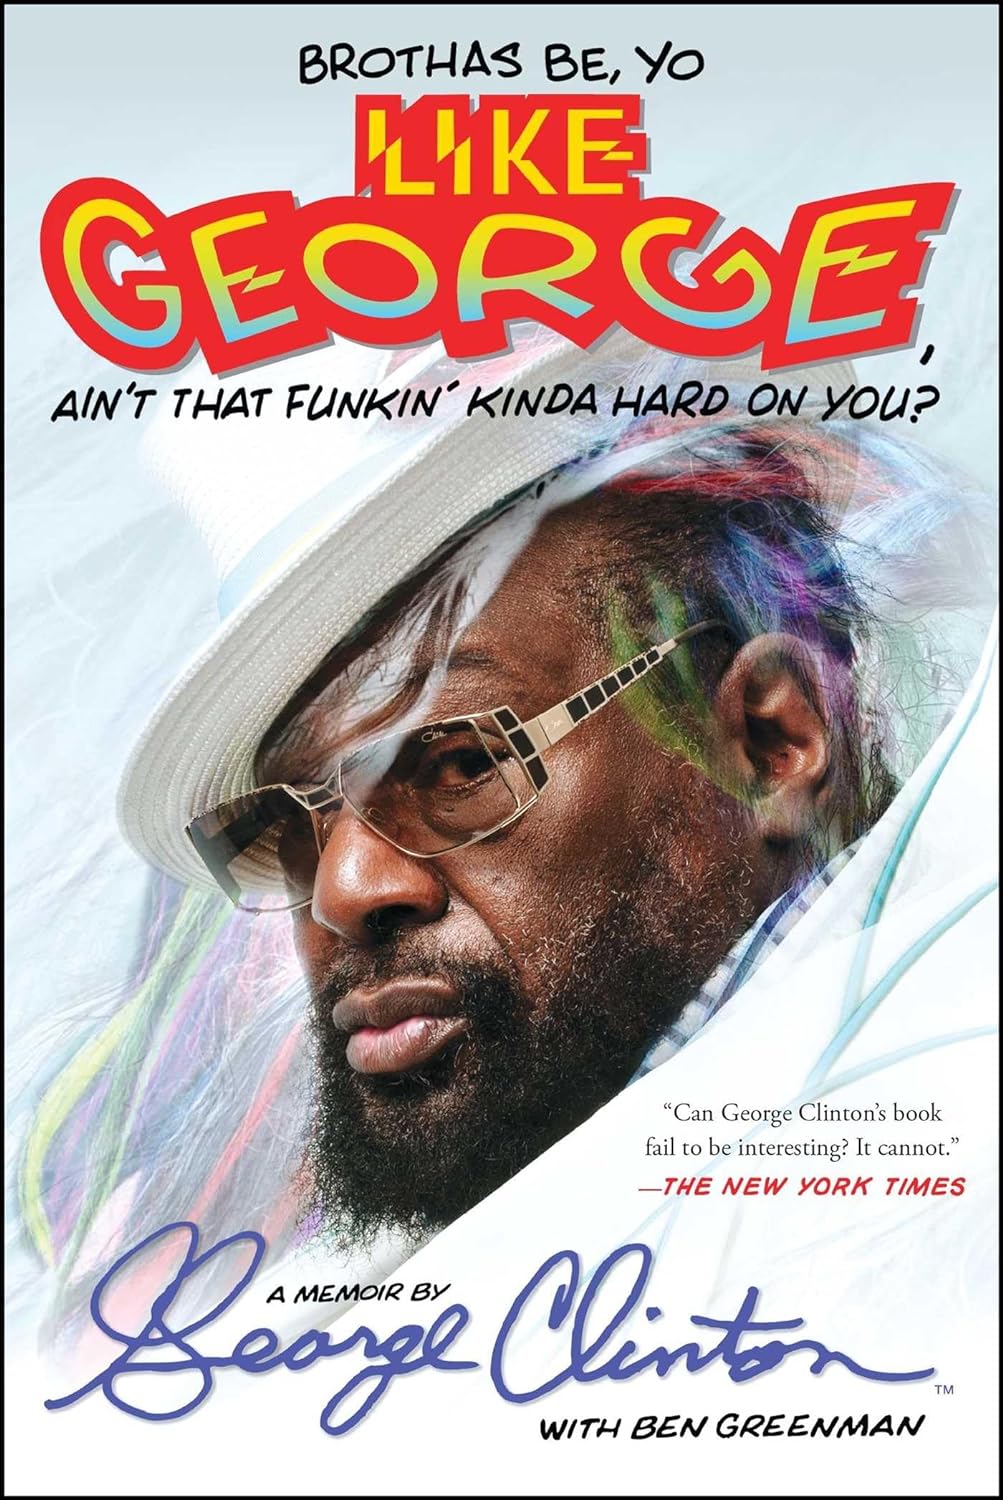 BROTHAS BE, YO
LIKE
GEORGE,
AIN'T THAT FUNKIN' KINDA HARD ON YOU?
“Can George Clinton’s book
fail to be interesting? It cannot.”
—THE NEW YORK TIMES
A MEMOIR BY
George Clinton ™
WITH BEN GREENMAN